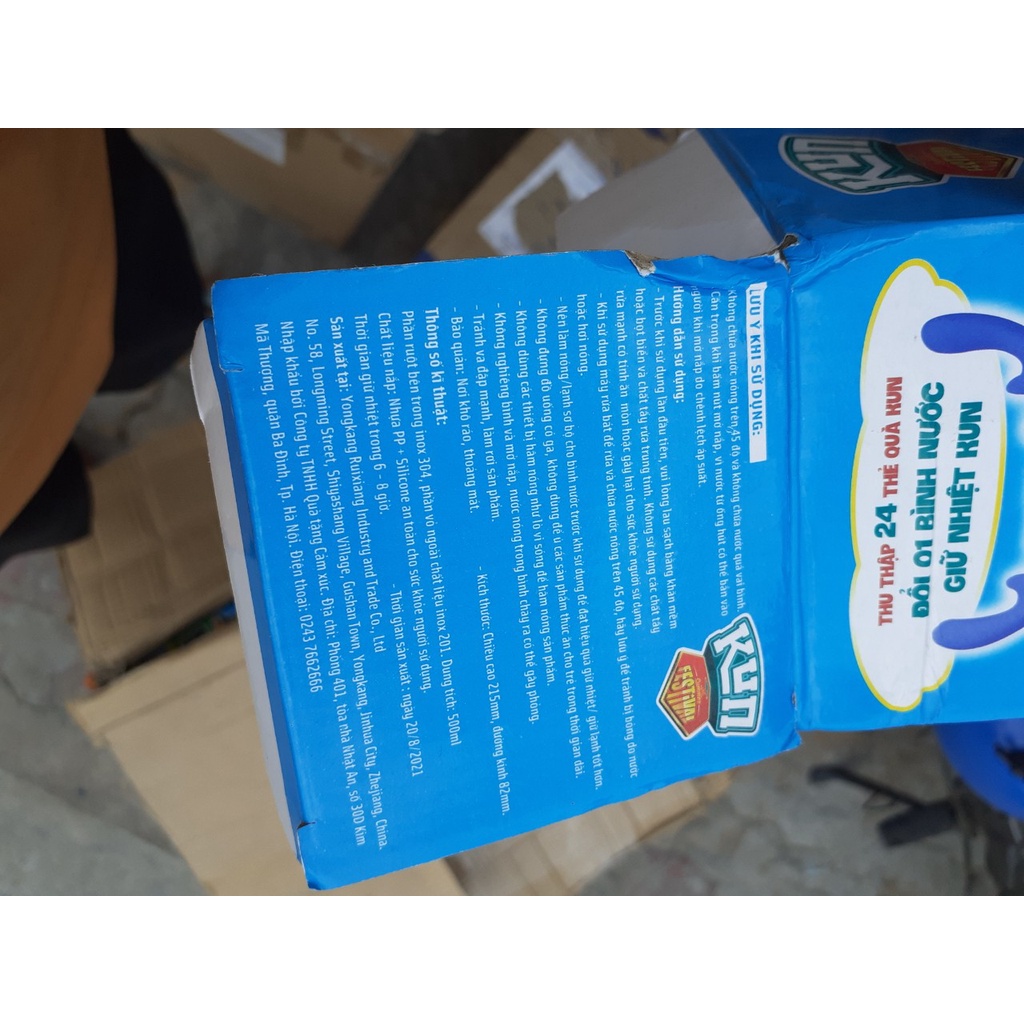 LƯU Ý KHI SỬ DỤNG:
Không chứa nước nóng trên 45 độ và không chứa nước quá vai bình.
Cẩn trọng khi bấm nút mở nắp, vì nước từ ống hút có thể bắn vào
người khi mở nắp do chênh lệch áp suất.
Hướng dẫn sử dụng:
- Trước khi sử dụng lần đầu tiên, vui lòng lau sạch bằng khăn mềm
hoặc bọt biển và chất tẩy rửa trung tính. Không sử dụng các chất tẩy
rửa mạnh có tính ăn mòn hoặc gây hại cho sức khỏe người sử dụng.
- Khi sử dụng máy rửa bát để rửa và chứa nước nóng trên 45 độ, hãy lưu ý để tránh bị bỏng do nước
hoặc hơi nóng.
- Nên làm nóng/lạnh sơ bộ cho bình nước trước khi sử dụng để đạt hiệu quả giữ nhiệt/ giữ lạnh tốt hơn.
- Không dung đồ uống có ga, không dung để ủ các sản phẩm thức ăn cho trẻ trong thời gian dài.
- Không dùng các thiết bị hâm nóng như lò vi song để hâm nóng sản phẩm.
- Không nghiêng bình và mở nắp, nước nóng trong bình chảy ra có thể gây phỏng.
- Tránh va đập mạnh, làm rơi sản phẩm.
- Bảo quản: Nơi khô ráo, thoáng mát.
- Kích thước: Chiều cao 215mm, đương kính 82mm.
Thông số kĩ thuật:
Phần ruột bên trong inox 304, phần vỏ ngoài chất liệu inox 201. Dung tích: 500ml
Chất liệu nắp: Nhựa PP + Silicone an toàn cho sức khỏe người sử dụng.
Thời gian giữ nhiệt trong 6 - 8 giờ.
- Thời gian sản xuất : ngày 20/8/2021
Sản xuất tại: Yongkang Ruixiang Industry and Trade Co., Ltd
No. 58, Longming Street, Shiyashang Village, GushanTown, Yongkang, Jinhua City, Zhejiang, China.
Nhập khẩu bởi Công ty TNHH Quà tặng Cảm xúc. Địa chỉ: Phòng 401, tòa nhà Nhật An, số 30D Kim
Mã Thượng, quận Ba Đình, Tp. Hà Nội. Điện thoại: 02437662666
KUN
FESTIVAL
THU THẬP 24 THẺ QUÀ KUN
ĐỔI 01 BÌNH NƯỚC
GIỮ NHIỆT KUN
KUN